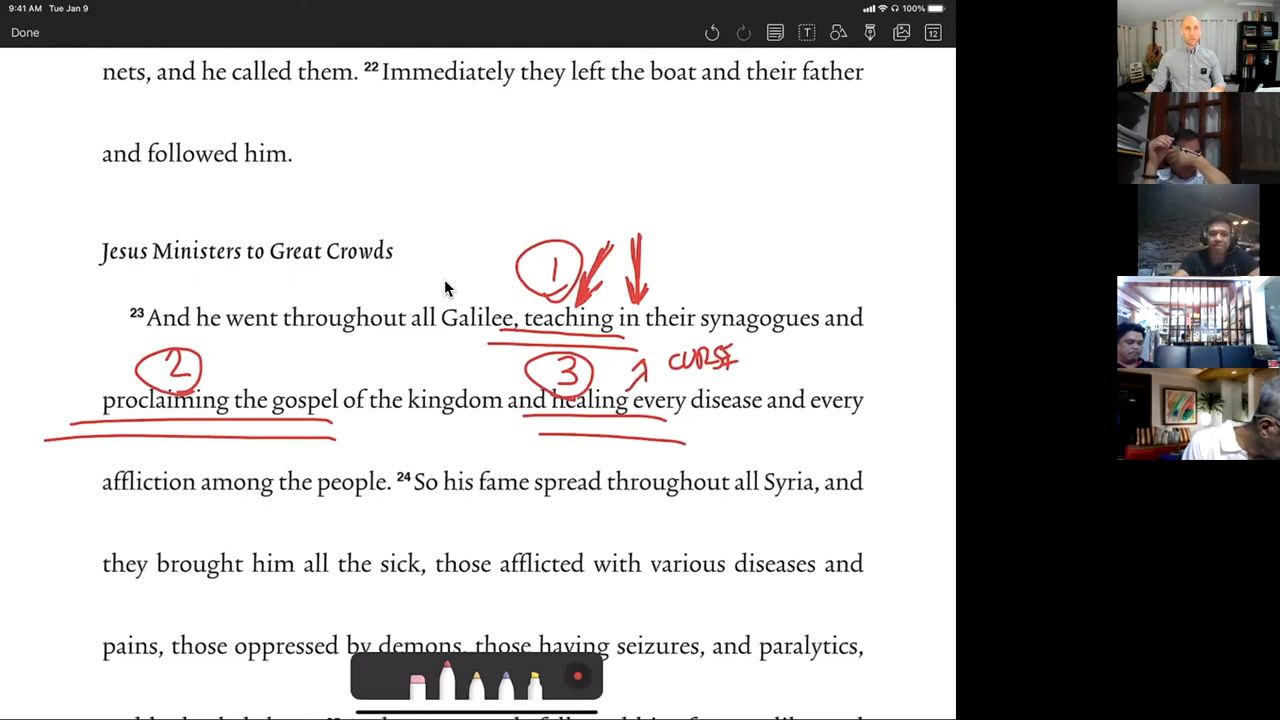 9:41 AM Tue Jan 9
100%
Done
T
12
nets, and he called them. 22 Immediately they left the boat and their father
and followed him.
Jesus Ministers to Great Crowds
1
23 And he went throughout all Galilee, teaching in their synagogues and
2
3
CURSE
proclaiming the gospel of the kingdom and healing every disease and every
affliction among the people. 24 So his fame spread throughout all Syria, and
they brought him all the sick, those afflicted with various diseases and
pains, those oppressed by demons, those having seizures, and paralytics,